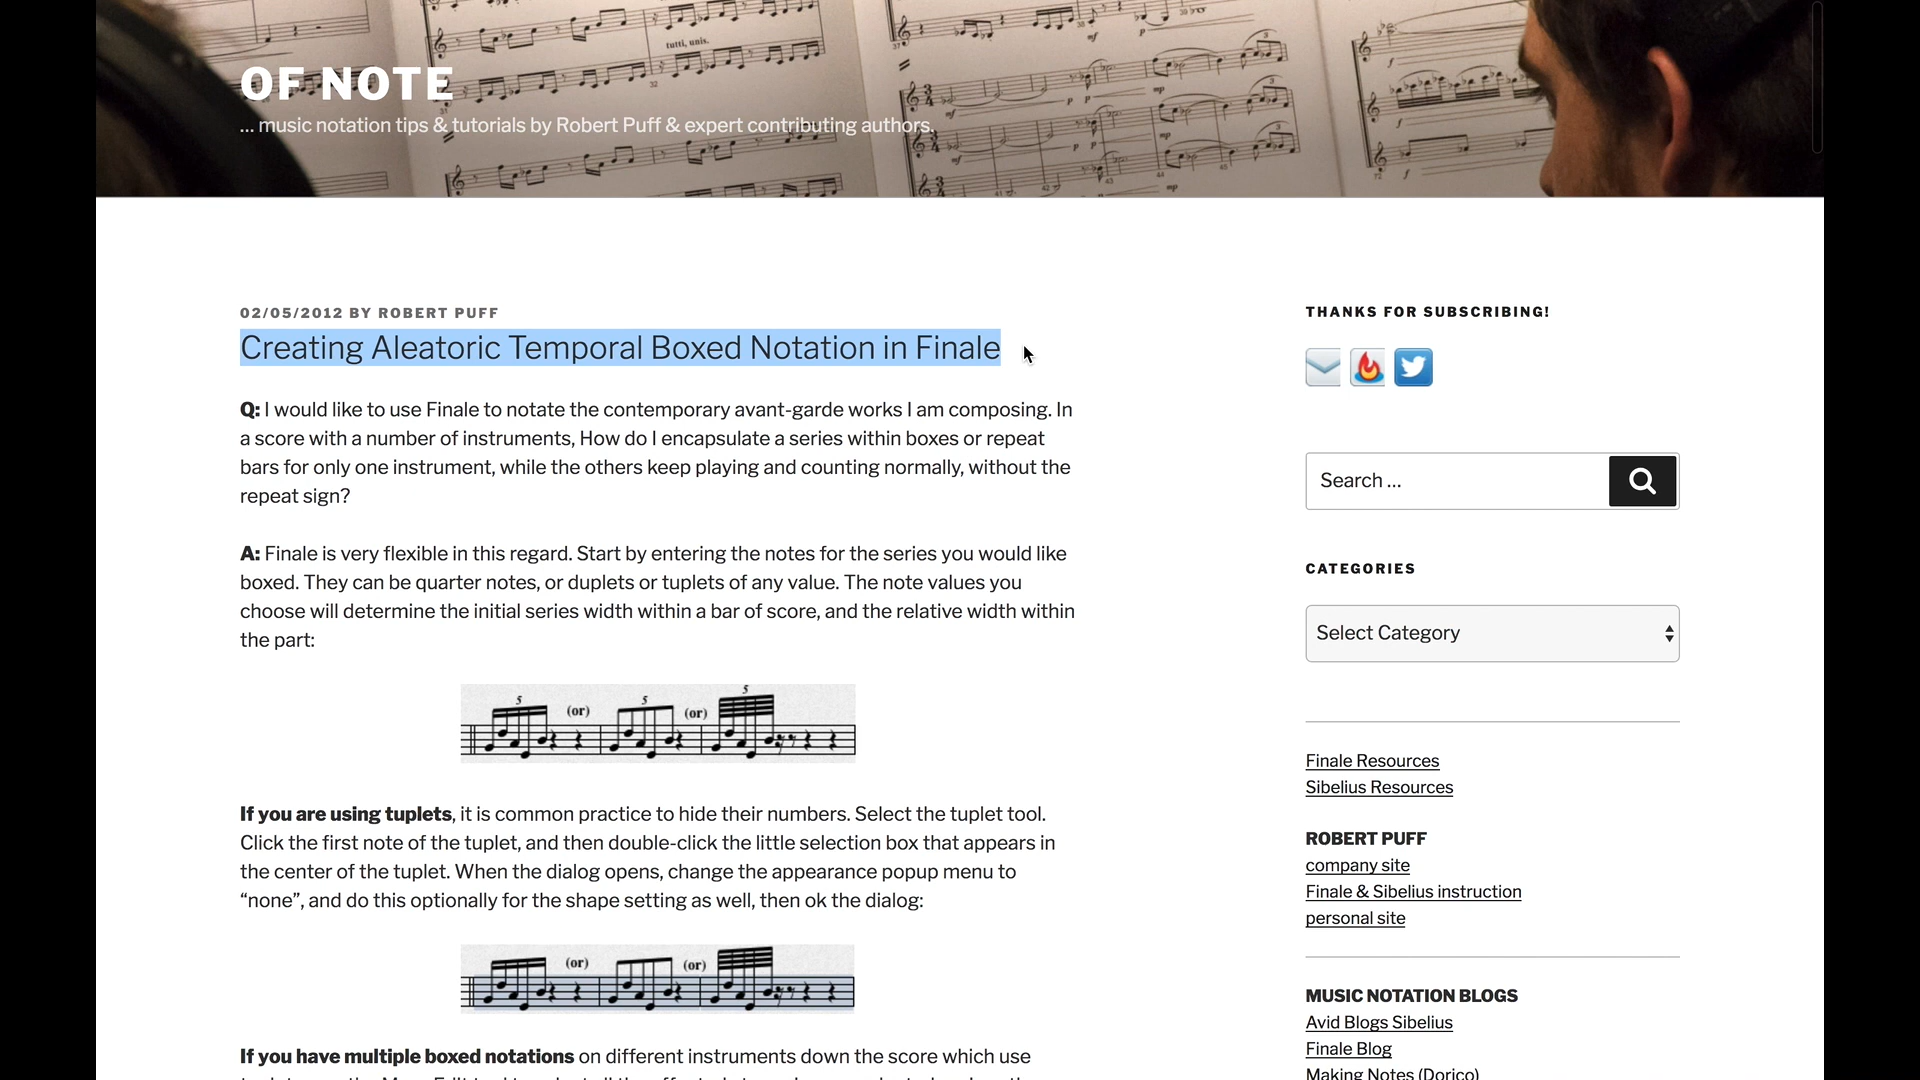 tutti, unis.
OF NOTE
... music notation tips & tutorials by Robert Puff & expert contributing authors.
02/05/2012 BY ROBERT PUFF
Creating Aleatoric Temporal Boxed Notation in Finale
Q: I would like to use Finale to notate the contemporary avant-garde works I am composing. In
a score with a number of instruments, How do I encapsulate a series within boxes or repeat
bars for only one instrument, while the others keep playing and counting normally, without the
repeat sign?
A: Finale is very flexible in this regard. Start by entering the notes for the series you would like
boxed. They can be quarter notes, or duplets or tuplets of any value. The note values you
choose will determine the initial series width within a bar of score, and the relative width within
the part:
5 (or) 5 (or) 5
If you are using tuplets, it is common practice to hide their numbers. Select the tuplet tool.
Click the first note of the tuplet, and then double-click the little selection box that appears in
the center of the tuplet. When the dialog opens, change the appearance popup menu to
“none”, and do this optionally for the shape setting as well, then ok the dialog:
(or) (or)
If you have multiple boxed notations on different instruments down the score which use
THANKS FOR SUBSCRIBING!
Search ...
CATEGORIES
Select Category
Finale Resources
Sibelius Resources
ROBERT PUFF
company site
Finale & Sibelius instruction
personal site
MUSIC NOTATION BLOGS
Avid Blogs Sibelius
Finale Blog
Making Notes (Dorico)